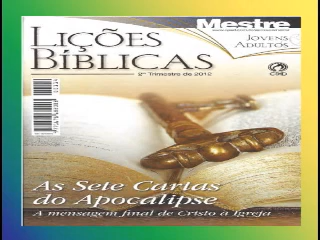 Mestre
LIÇÕES
BÍBLICAS
JOVENS
ADULTOS
2º Trimestre de 2012
CPAD
As Sete Cartas
do Apocalipse
A mensagem final de Cristo à Igreja